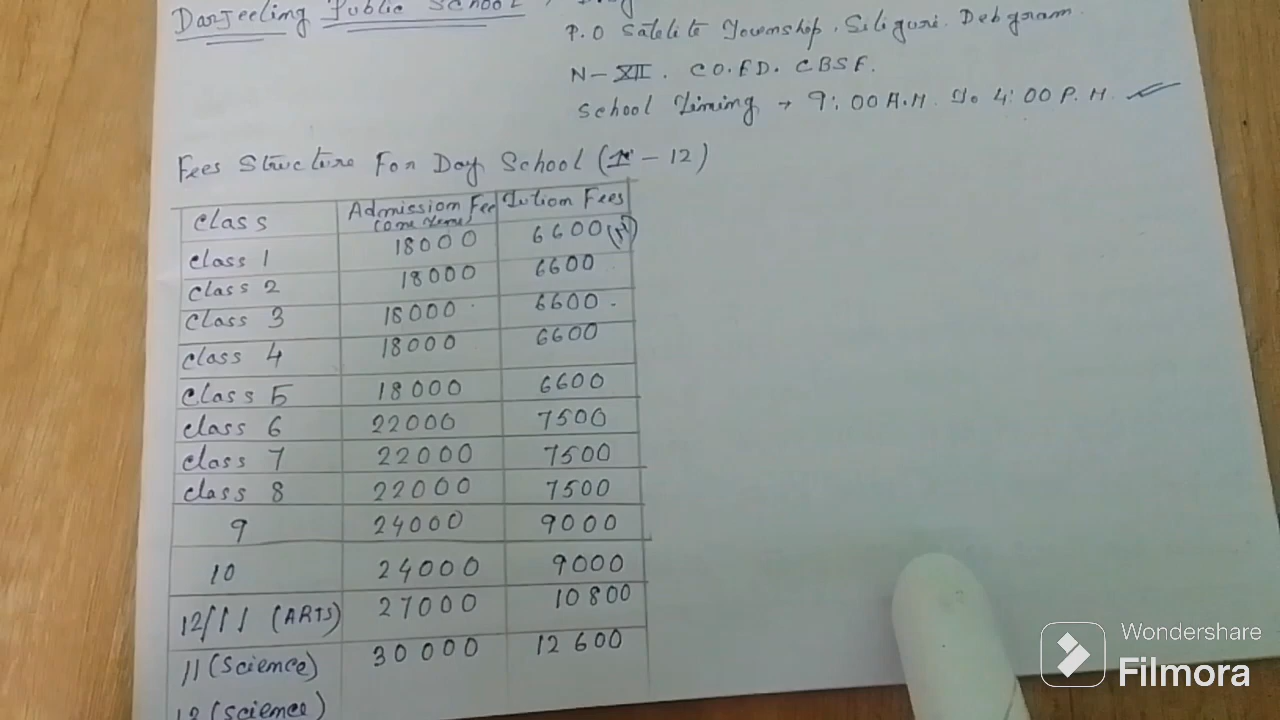 Darjeeling Public School,
P.O Satelite Township, Siliguri. Debgram
N-XII. CO.ED. CBSE.
School Timing → 9:00 A.M. To 4:00 P.M.
Fees Structure For Day School (1 - 12)
Class Admission Fee (one time) Tution Fees
Class 1 18000 6600
Class 2 18000 6600
Class 3 18000 6600
Class 4 18000 6600
Class 5 18000 6600
Class 6 22000 7500
Class 7 22000 7500
Class 8 22000 7500
9 24000 9000
10 24000 9000
12/11 (ARTS) 27000 10800
11 (Science) 30000 12600
12 (Science)
Wondershare
Filmora